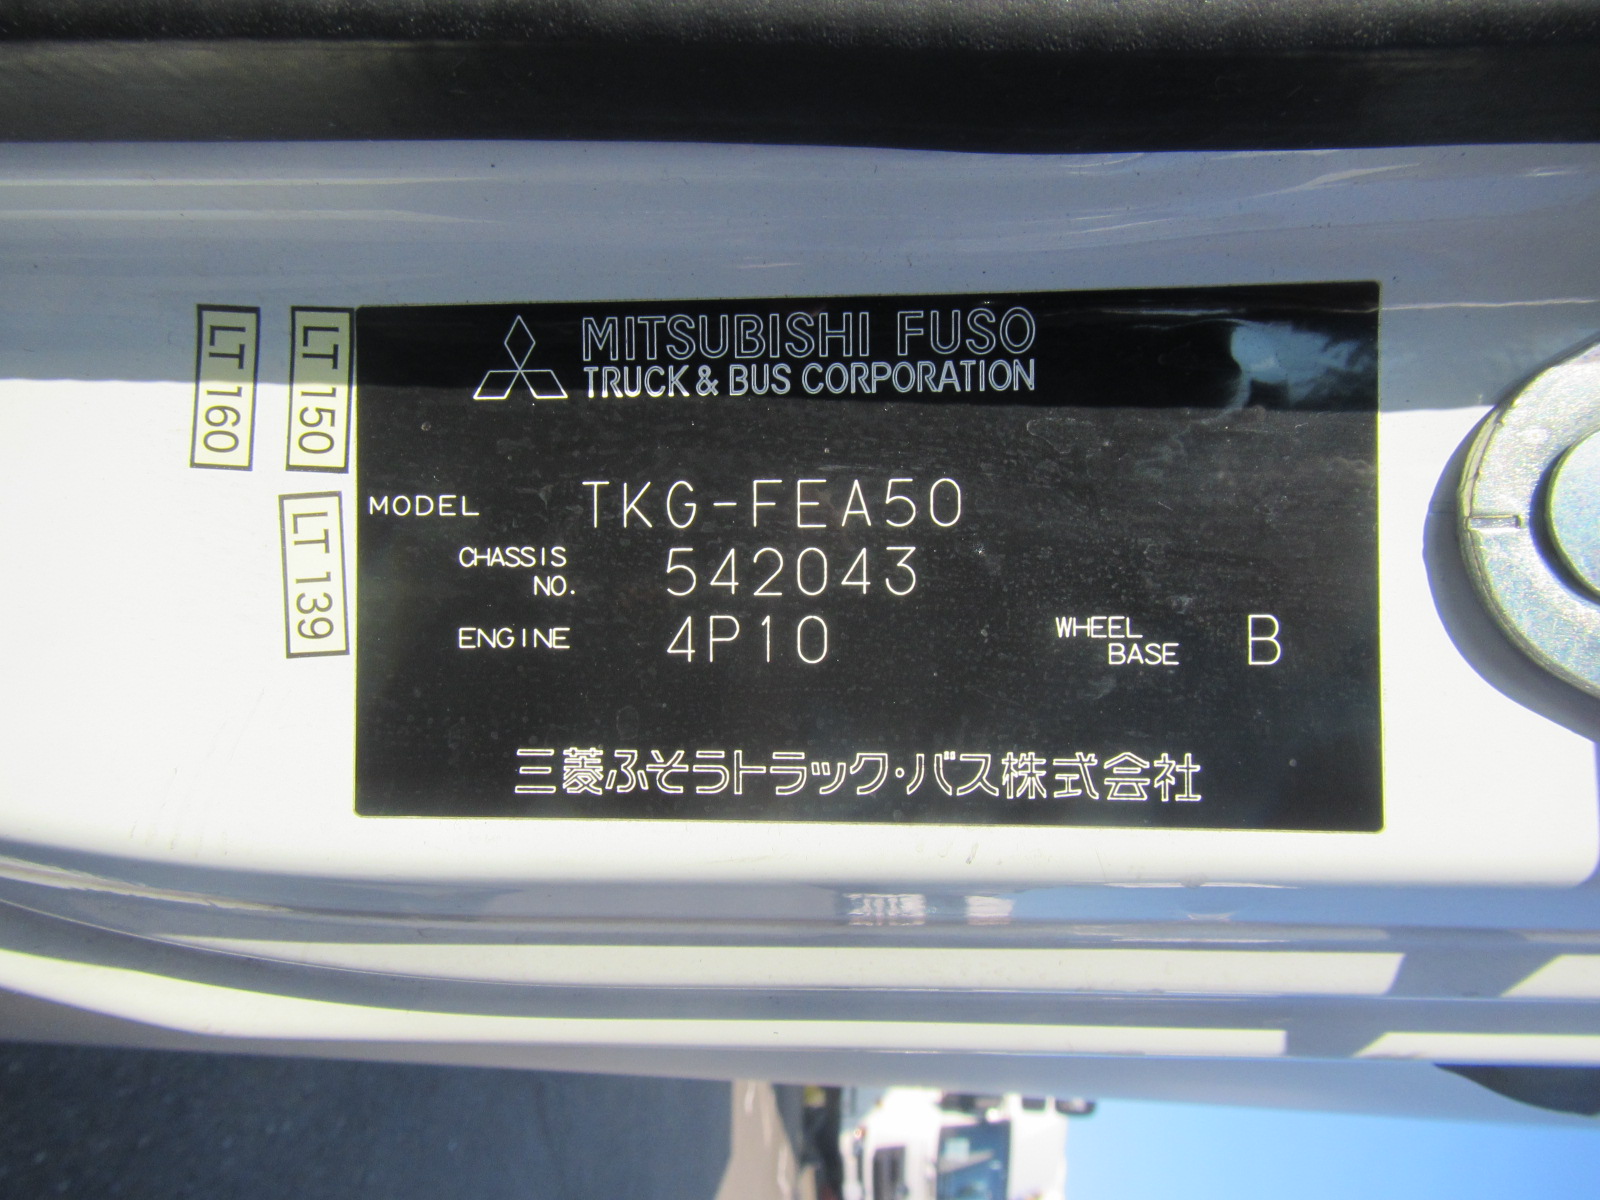 LT 160
LT 150
LT 139
MITSUBISHI FUSO
TRUCK & BUS CORPORATION
MODEL TKG-FEA50
CHASSIS NO. 542043
ENGINE 4P10 WHEEL BASE B
三菱ふそうトラック・バス株式会社